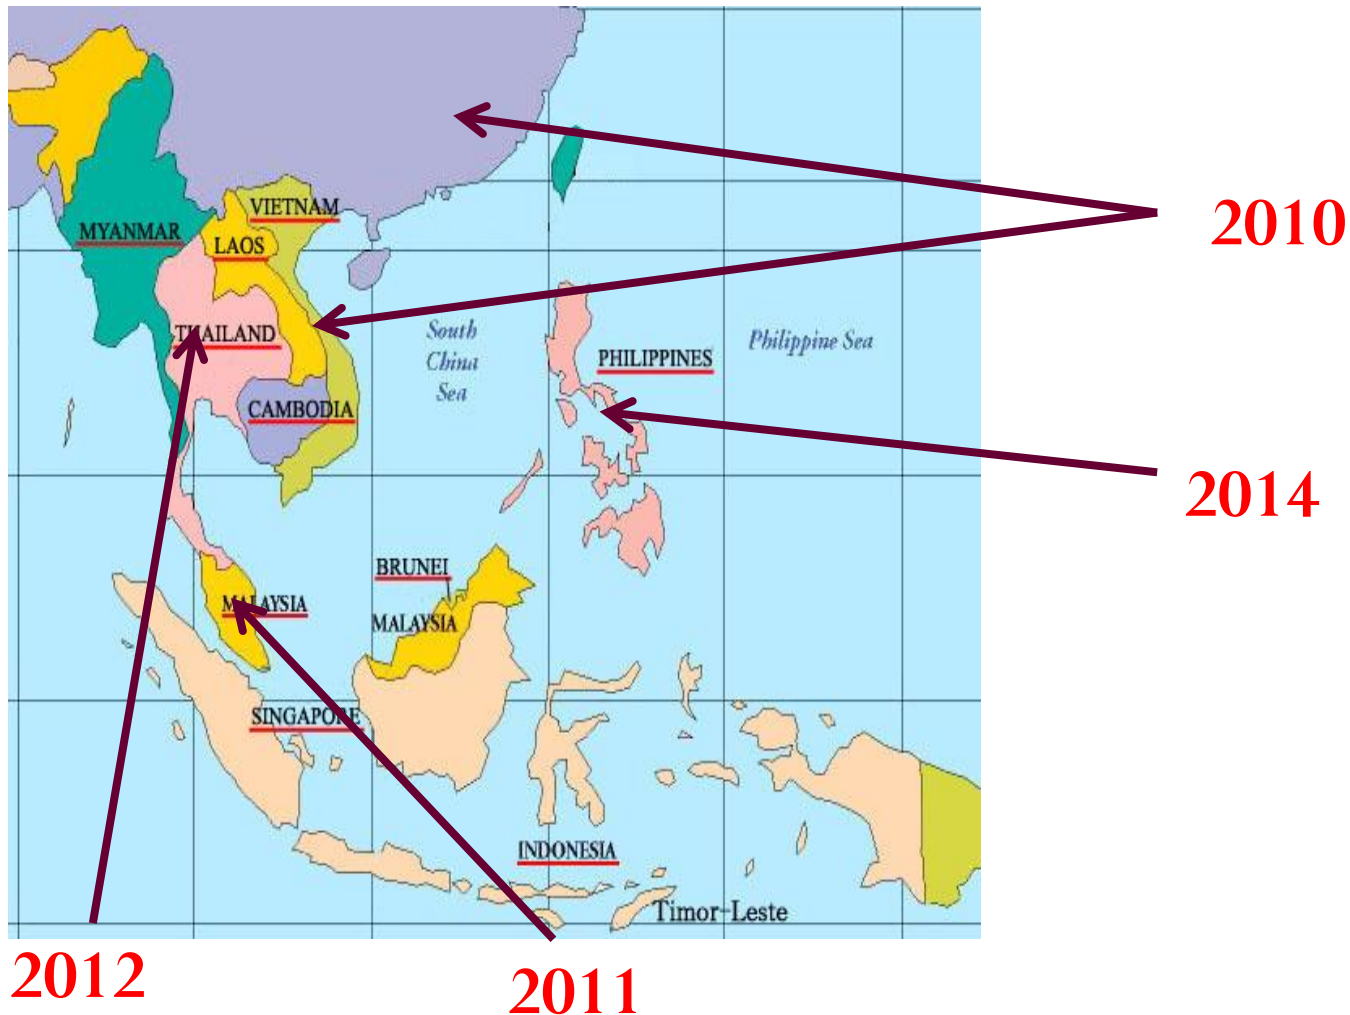 VIETNAM
2010
MYANMAR
LAOS
South
China
Sea
Philippine Sea
THAILAND
PHILIPPINES
CAMBODIA
2014
BRUNEI
MALAYSIA
MALAYSIA
SINGAPORE
INDONESIA
Timor-Leste
2012
2011